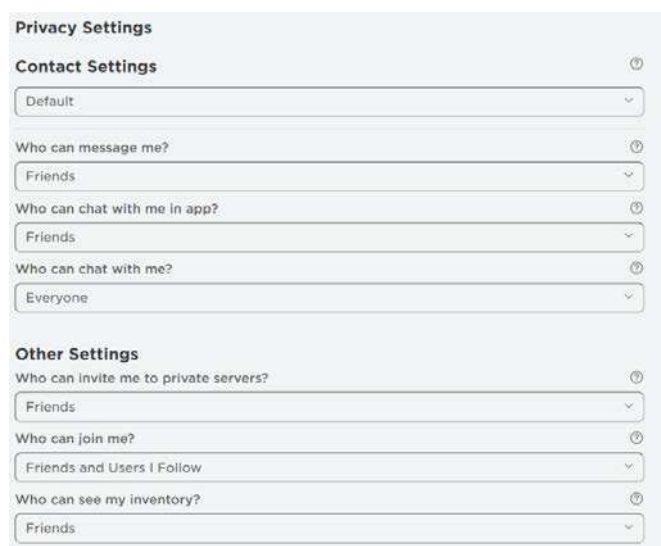 Privacy Settings
Contact Settings
Default
Who can message me?
Friends
Who can chat with me in app?
Friends
Who can chat with me?
Everyone
Other Settings
Who can invite me to private servers?
Friends
Who can join me?
Friends and Users I Follow
Who can see my inventory?
Friends